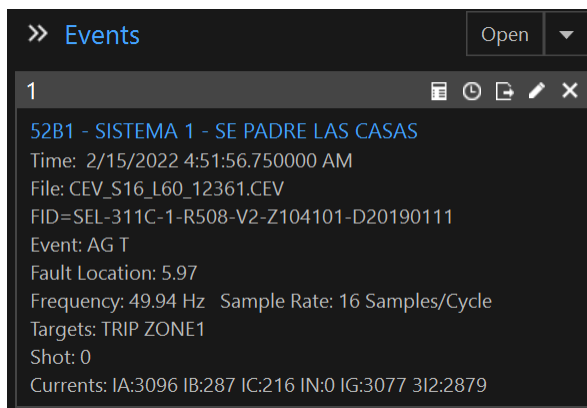 Events
Open
1
52B1 - SISTEMA 1 - SE PADRE LAS CASAS
Time: 2/15/2022 4:51:56.750000 AM
File: CEV_S16_L60_12361.CEV
FID=SEL-311C-1-R508-V2-Z104101-D20190111
Event: AG T
Fault Location: 5.97
Frequency: 49.94 Hz Sample Rate: 16 Samples/Cycle
Targets: TRIP ZONE1
Shot: 0
Currents: IA:3096 IB:287 IC:216 IN:0 IG:3077 3I2:2879